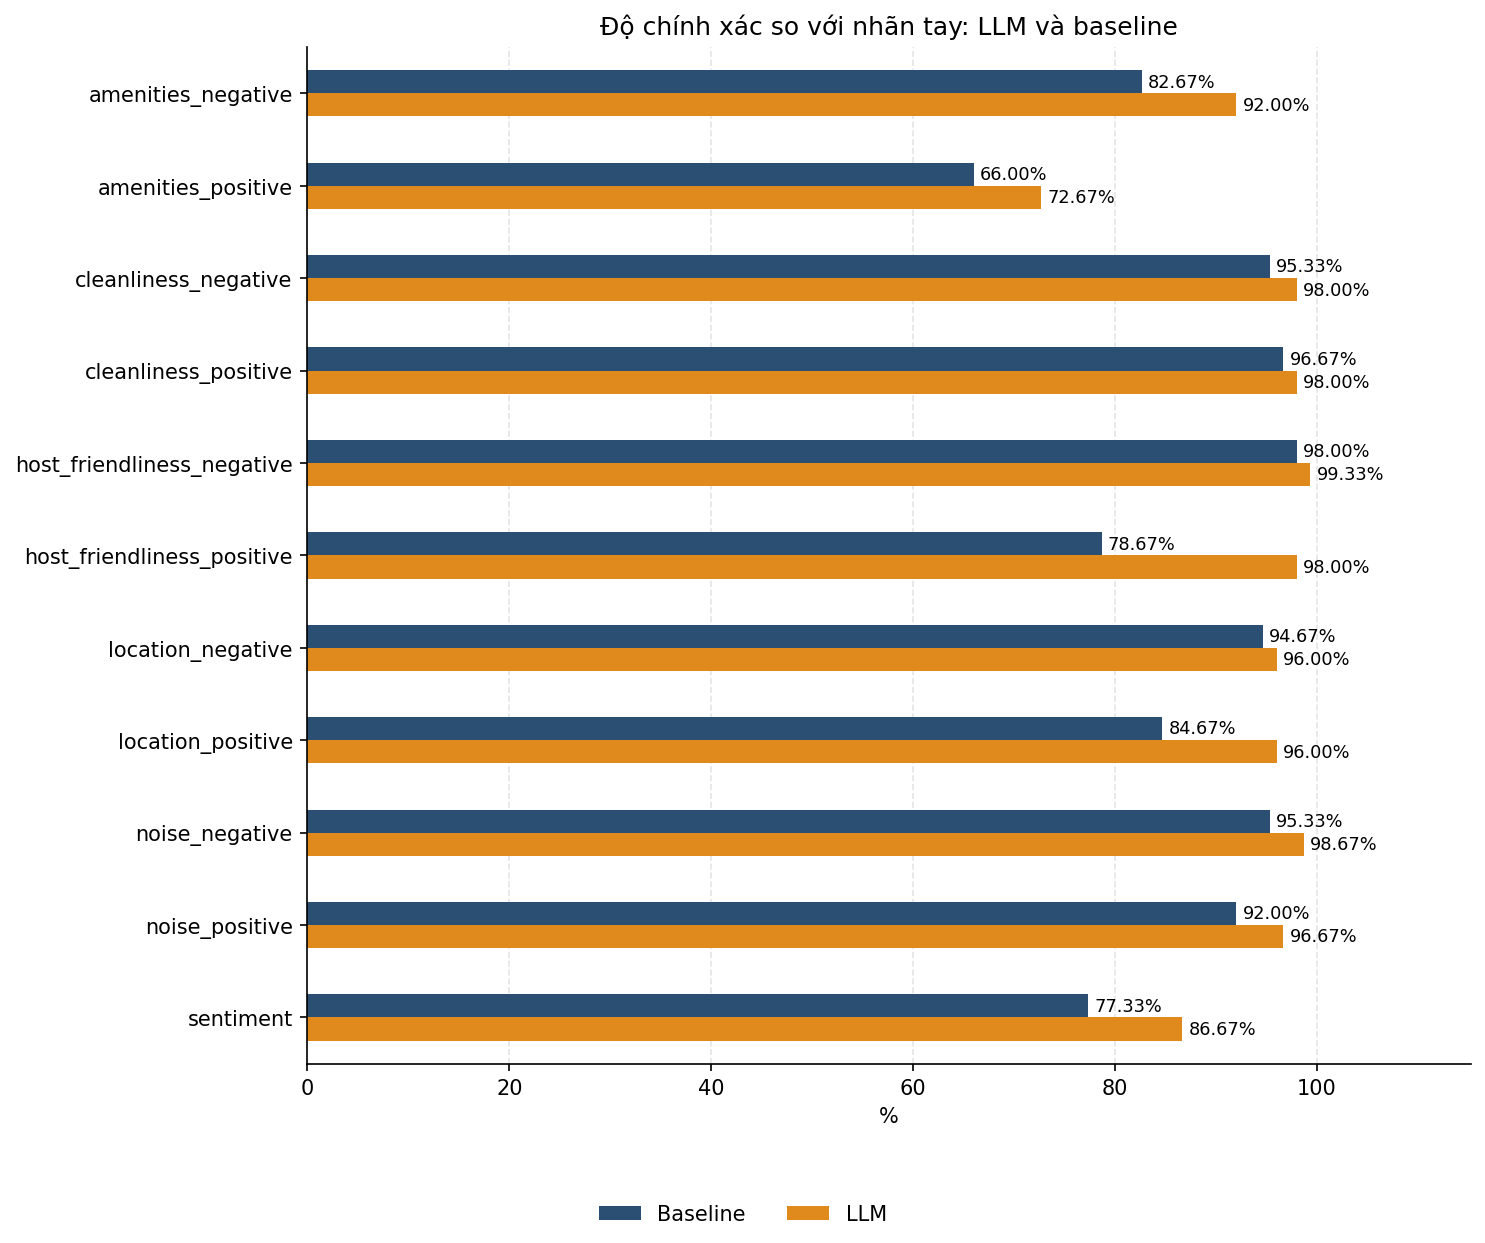 Độ chính xác so với nhãn tay: LLM và baseline
amenities_negative
82.67%
92.00%
amenities_positive
66.00%
72.67%
cleanliness_negative
95.33%
98.00%
cleanliness_positive
96.67%
98.00%
host_friendliness_negative
98.00%
99.33%
host_friendliness_positive
78.67%
98.00%
location_negative
94.67%
96.00%
location_positive
84.67%
96.00%
noise_negative
95.33%
98.67%
noise_positive
92.00%
96.67%
sentiment
77.33%
86.67%
0 20 40 60 80 100
%
Baseline LLM